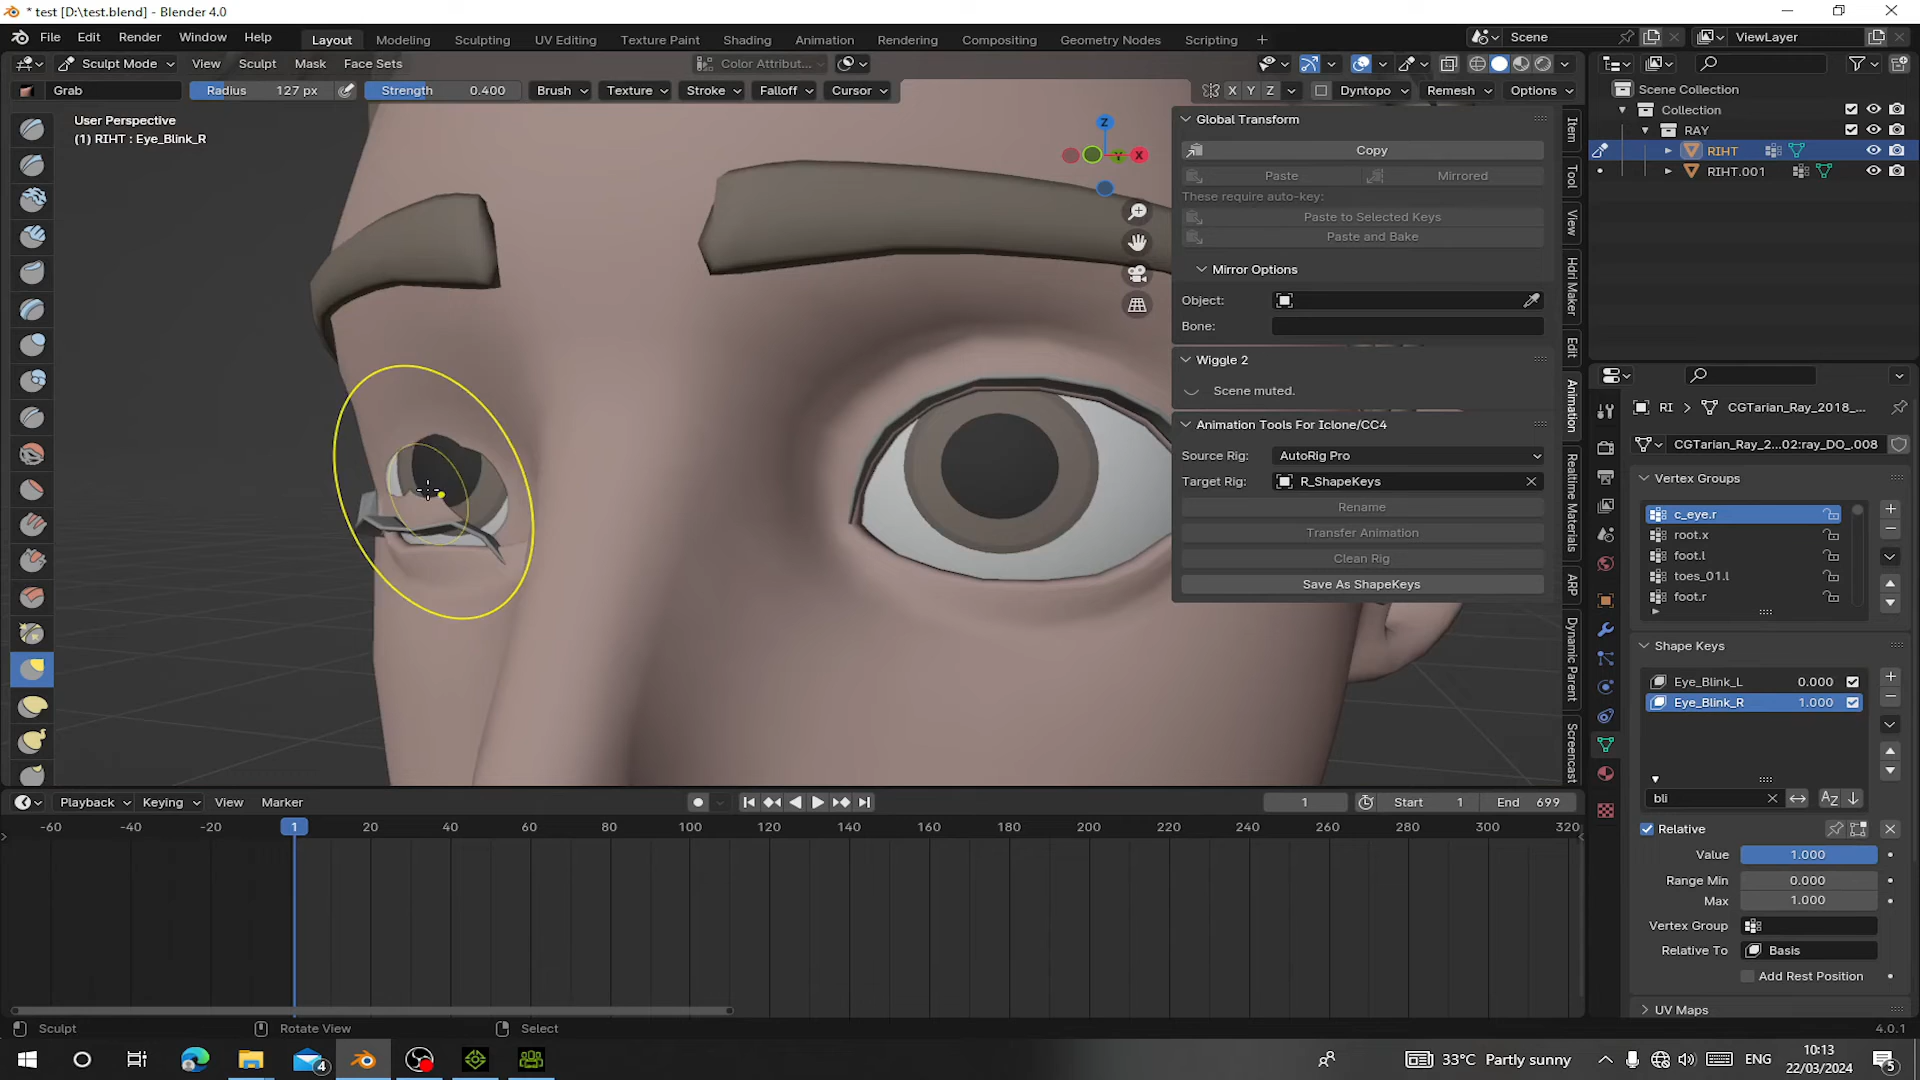 * test [D:\test.blend] - Blender 4.0
File Edit Render Window Help Layout Modeling Sculpting UV Editing Texture Paint Shading Animation Rendering Compositing Geometry Nodes Scripting Scene ViewLayer
Sculpt Mode View Sculpt Mask Face Sets Color Attribut...
Grab Radius 127 px Strength 0.400 Brush Texture Stroke Falloff Cursor X Y Z Dyntopo Remesh Options
User Perspective
(1) RIHT : Eye_Blink_R
Z
X
Y
Global Transform
Copy
Paste Mirrored
These require auto-key:
Paste to Selected Keys
Paste and Bake
Mirror Options
Object:
Bone:
Wiggle 2
Scene muted.
Animation Tools For Iclone/CC4
Source Rig: AutoRig Pro
Target Rig: R_ShapeKeys
Rename
Transfer Animation
Clean Rig
Save As ShapeKeys
Item
Tool
View
Hdri Maker
Edit
Animation
Realtime Materials
ARP
Dynamic Parent
Screencast
Scene Collection
Collection
RAY
RIHT
RIHT.001
RI > CGTarian_Ray_2018_...
CGTarian_Ray_2...02:ray_DO_.008
Vertex Groups
c_eye.r
root.x
foot.l
toes_01.l
foot.r
Shape Keys
Eye_Blink_L 0.000
Eye_Blink_R 1.000
bli
Relative
Value 1.000
Range Min 0.000
Max 1.000
Vertex Group
Relative To Basis
Add Rest Position
UV Maps
Playback Keying View Marker 1 Start 1 End 699
-60 -40 -20 1 20 40 60 80 100 120 140 160 180 200 220 240 260 280 300 320
Sculpt Rotate View Select 4.0.1
4 33°C Partly sunny ENG 10:13
22/03/2024 5